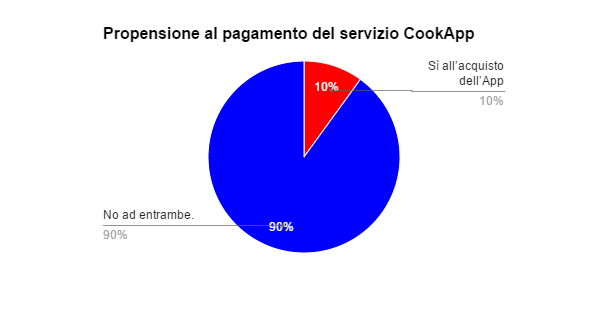 Propensione al pagamento del servizio CookApp
Sì all'acquisto
dell'App
10%
10%
No ad entrambe.
90%
90%